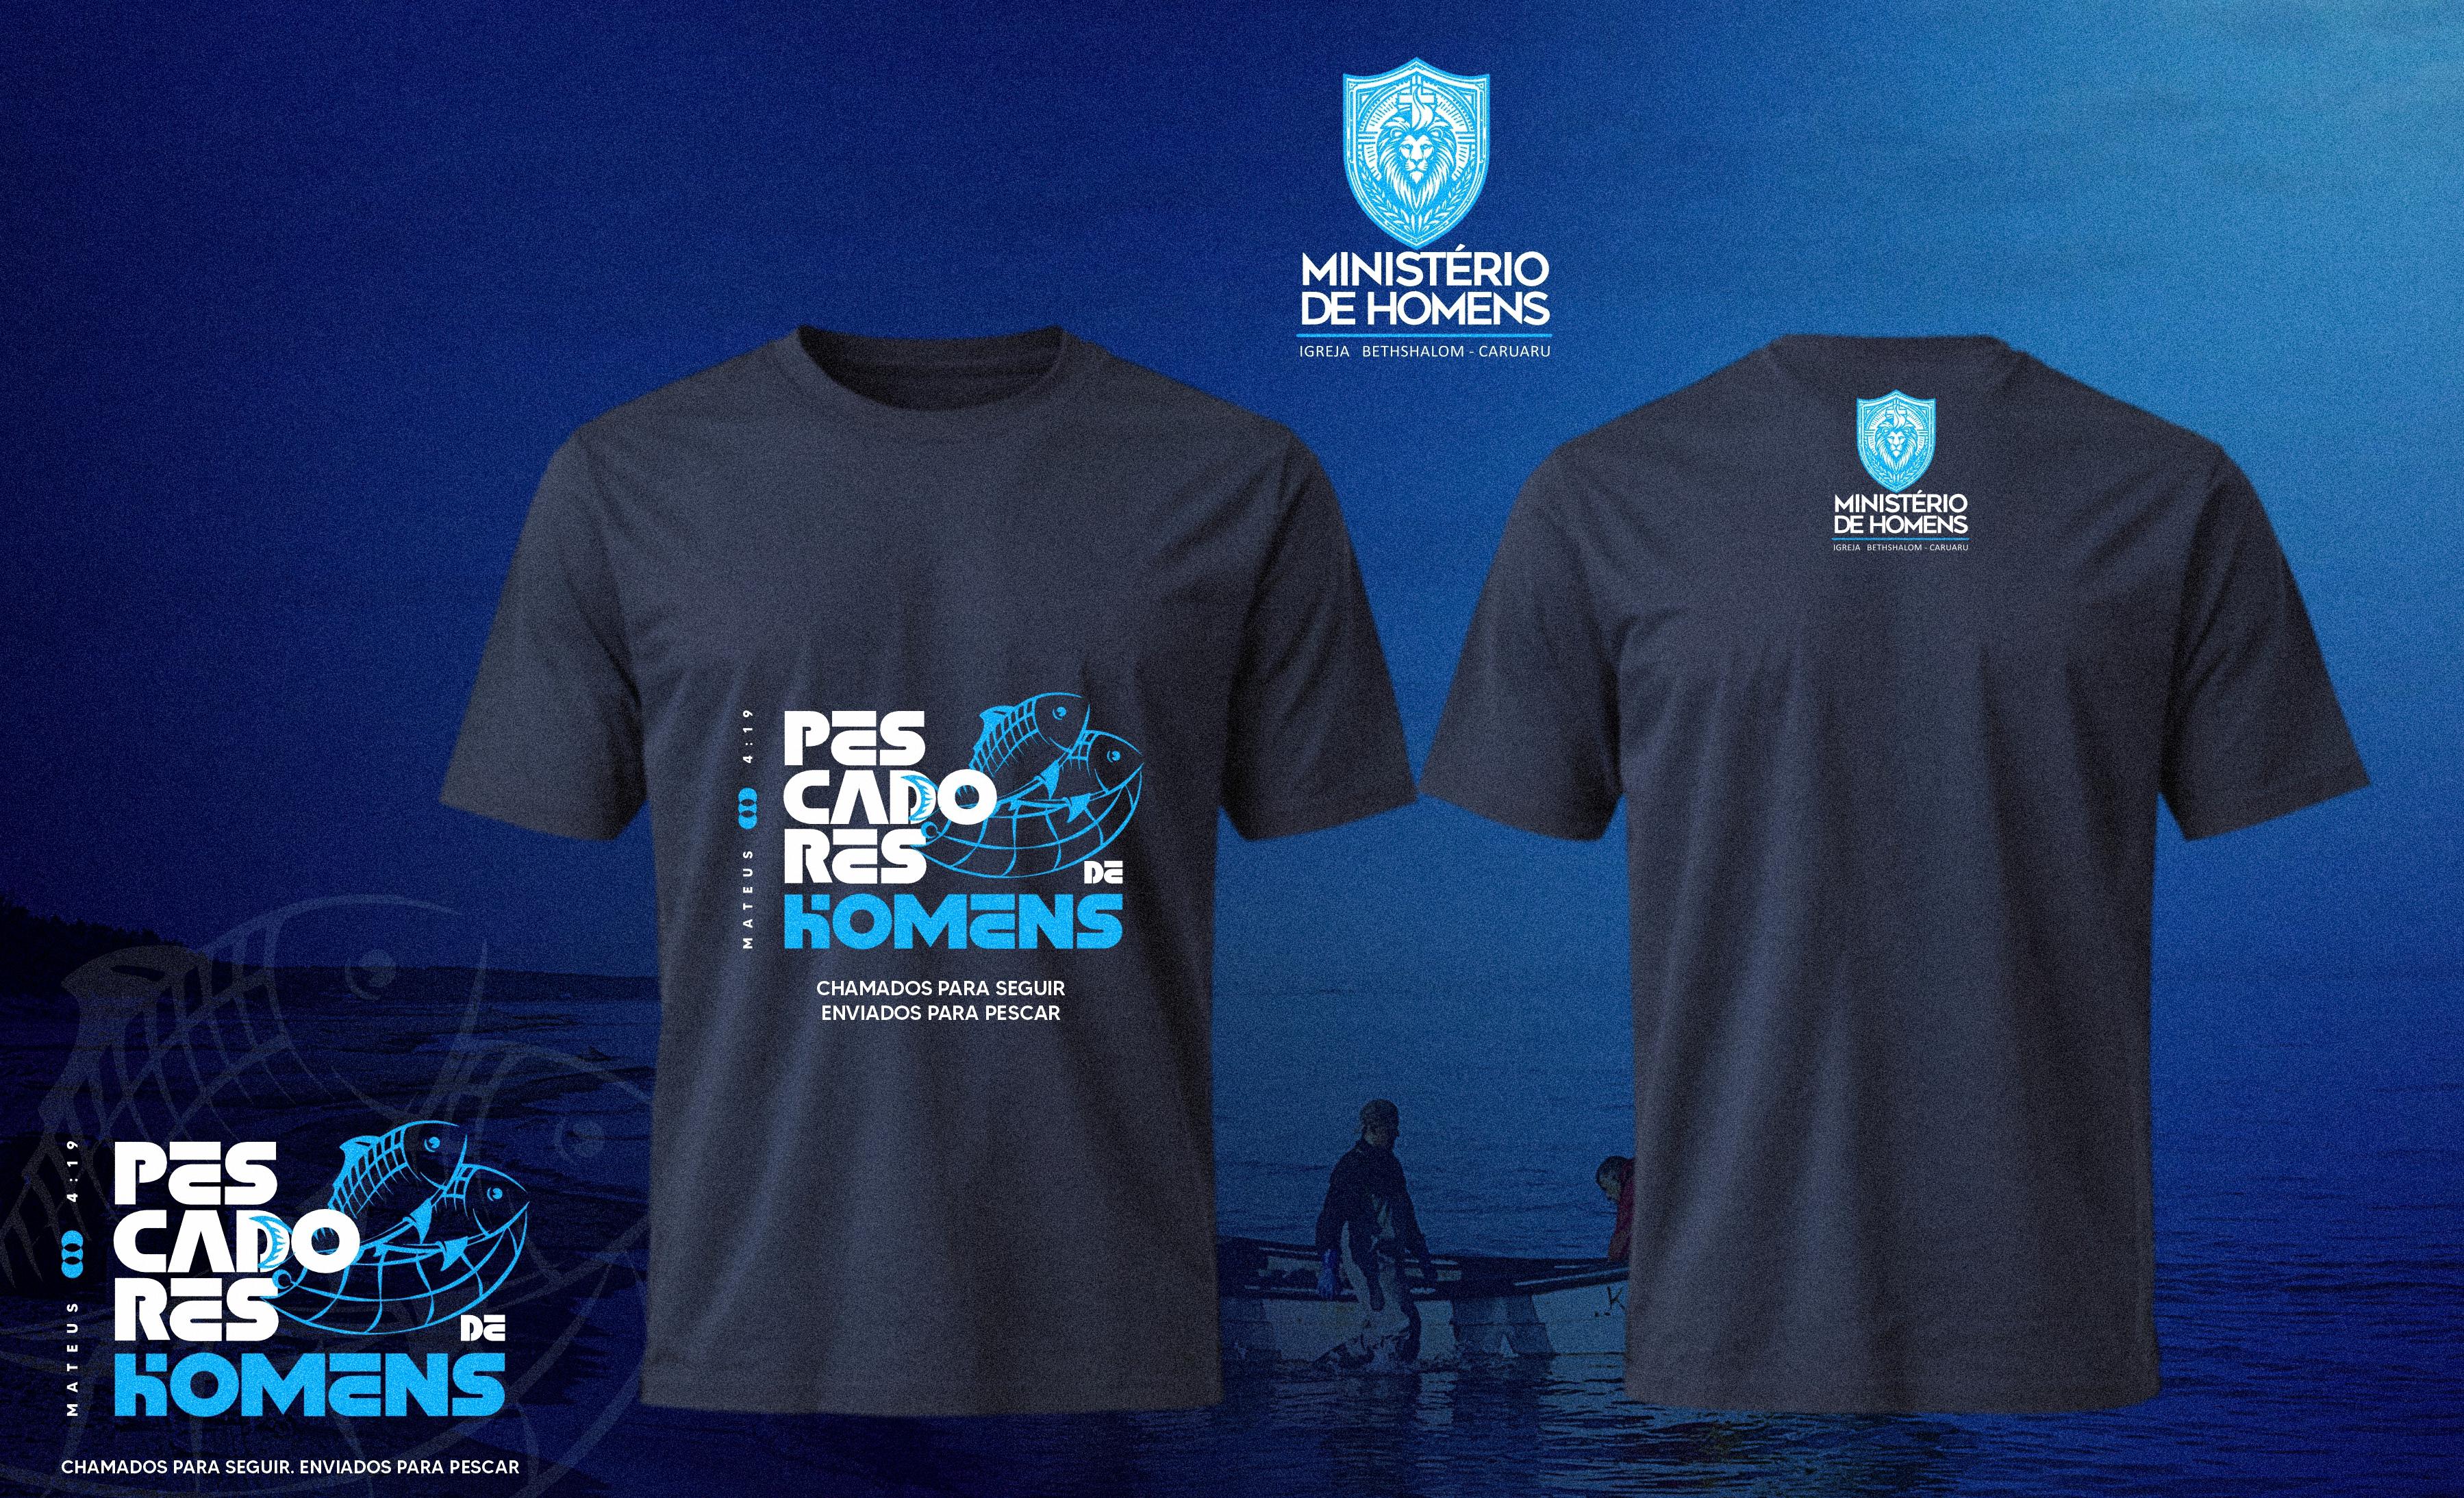 MINISTÉRIO
DE HOMENS
IGREJA BETHSHALOM - CARUARU
MINISTÉRIO
DE HOMENS
IGREJA BETHSHALOM - CARUARU
MATEUS 4:19
PES
CADO
RES
DE
HOMENS
CHAMADOS PARA SEGUIR
ENVIADOS PARA PESCAR
MATEUS 4:19
PES
CADO
RES
DE
HOMENS
CHAMADOS PARA SEGUIR. ENVIADOS PARA PESCAR